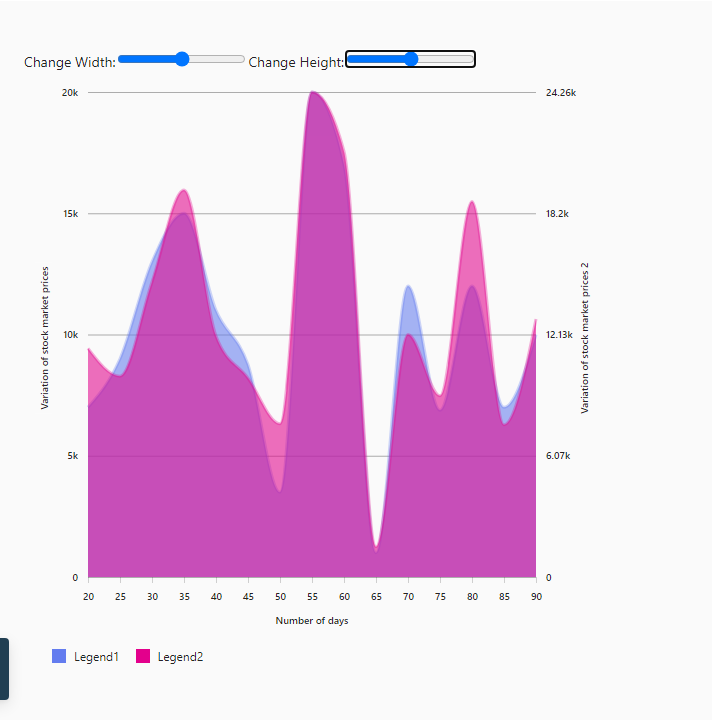 Change Width: Change Height:
20k 24.26k
15k 18.2k
Variation of stock market prices
Variation of stock market prices 2
10k 12.13k
5k 6.07k
0 0
20 25 30 35 40 45 50 55 60 65 70 75 80 85 90
Number of days
Legend1 Legend2